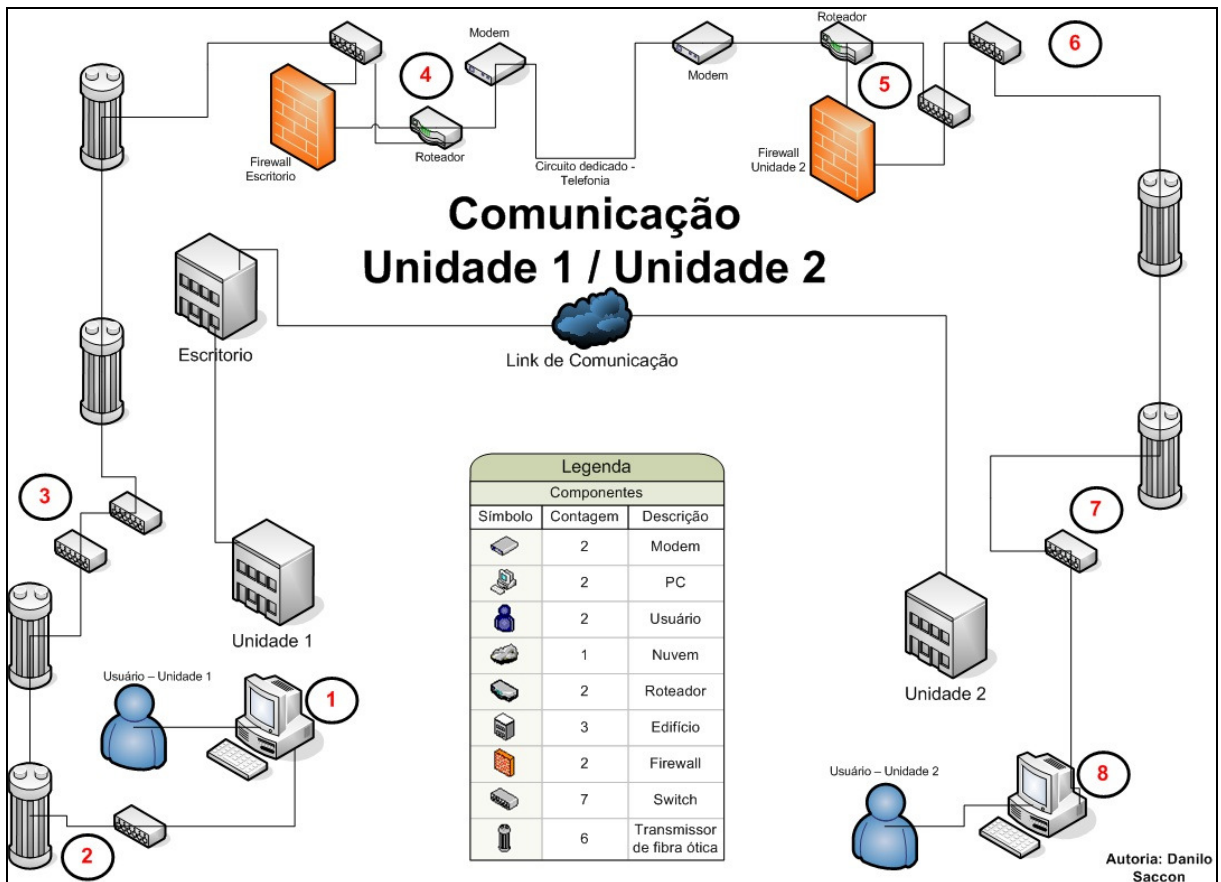 Roteador
Modem
6
4
Modem
5
Roteador
Firewall
Escritorio
Circuito dedicado -
Telefonia
Firewall
Unidade 2
Comunicação
Unidade 1 / Unidade 2
Escritorio
Link de Comunicação
3
7
Unidade 1
Unidade 2
Legenda
Componentes
Símbolo Contagem Descrição
2 Modem
2 PC
2 Usuário
1 Nuvem
2 Roteador
3 Edifício
2 Firewall
7 Switch
6 Transmissor
de fibra ótica
Usuário – Unidade 1
1
2
Usuário – Unidade 2
8
Autoria: Danilo
Saccon